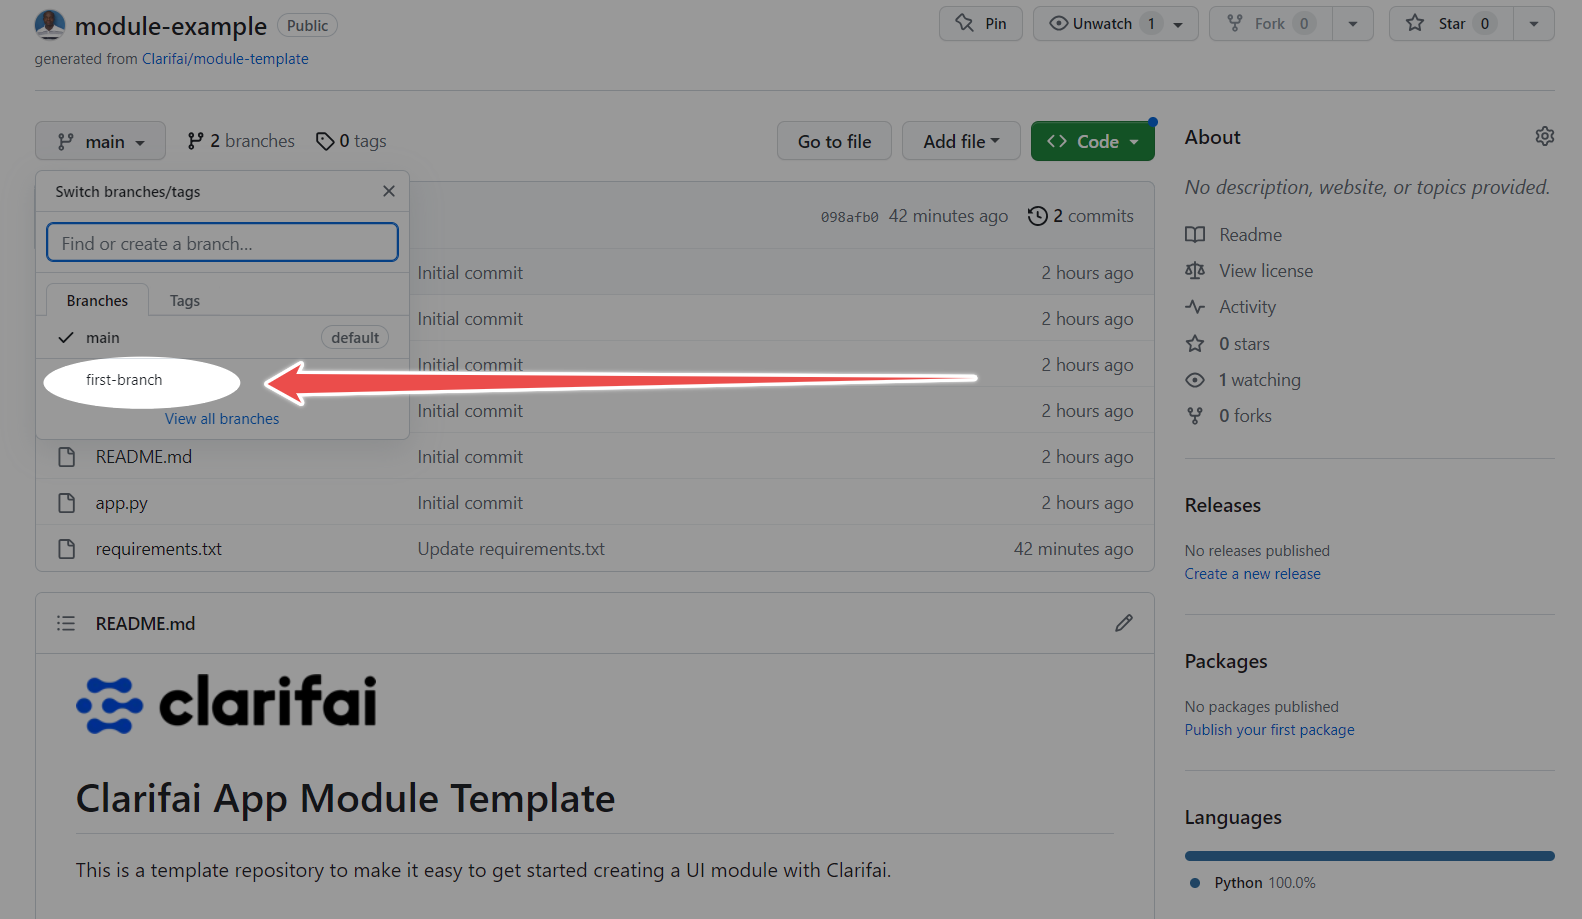 module-example Public
Pin
Unwatch 1
Fork 0
Star 0
generated from Clarifai/module-template
main
2 branches
0 tags
Go to file
Add file
Code
Switch branches/tags
Find or create a branch...
Branches
Tags
main default
first-branch
View all branches
098afb0 42 minutes ago 2 commits
Initial commit 2 hours ago
Initial commit 2 hours ago
Initial commit 2 hours ago
Initial commit 2 hours ago
README.md Initial commit 2 hours ago
app.py Initial commit 2 hours ago
requirements.txt Update requirements.txt 42 minutes ago
README.md
clarifai
Clarifai App Module Template
This is a template repository to make it easy to get started creating a UI module with Clarifai.
About
No description, website, or topics provided.
Readme
View license
Activity
0 stars
1 watching
0 forks
Releases
No releases published
Create a new release
Packages
No packages published
Publish your first package
Languages
Python 100.0%